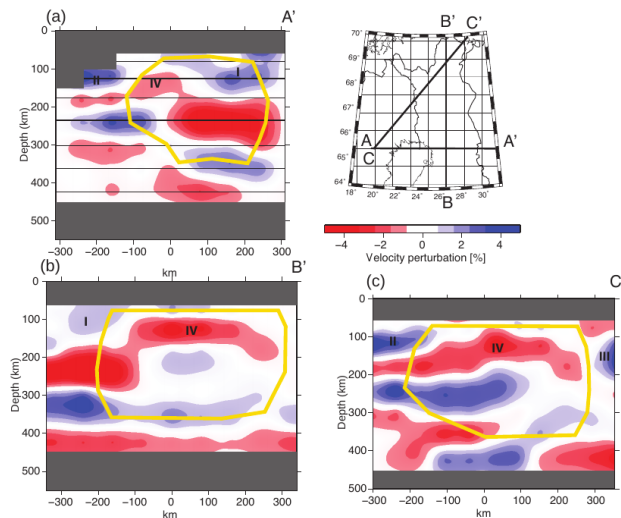 (a)
A'
0
100
200
300
400
500
Depth (km)
I
II
IV
−300
−200
−100
0
100
200
300
km
B'
C'
70˚
69˚
68˚
67˚
66˚
65˚
64˚
A
A'
C
B
18˚
20˚
22˚
24˚
26˚
28˚
30˚
−4
−2
0
2
4
Velocity perturbation [%]
(b)
B'
0
100
200
300
400
500
Depth (km)
I
IV
−300
−200
−100
0
100
200
300
km
(c)
C
0
100
200
300
400
500
Depth (km)
II
IV
III
−300
−200
−100
0
100
200
300
km